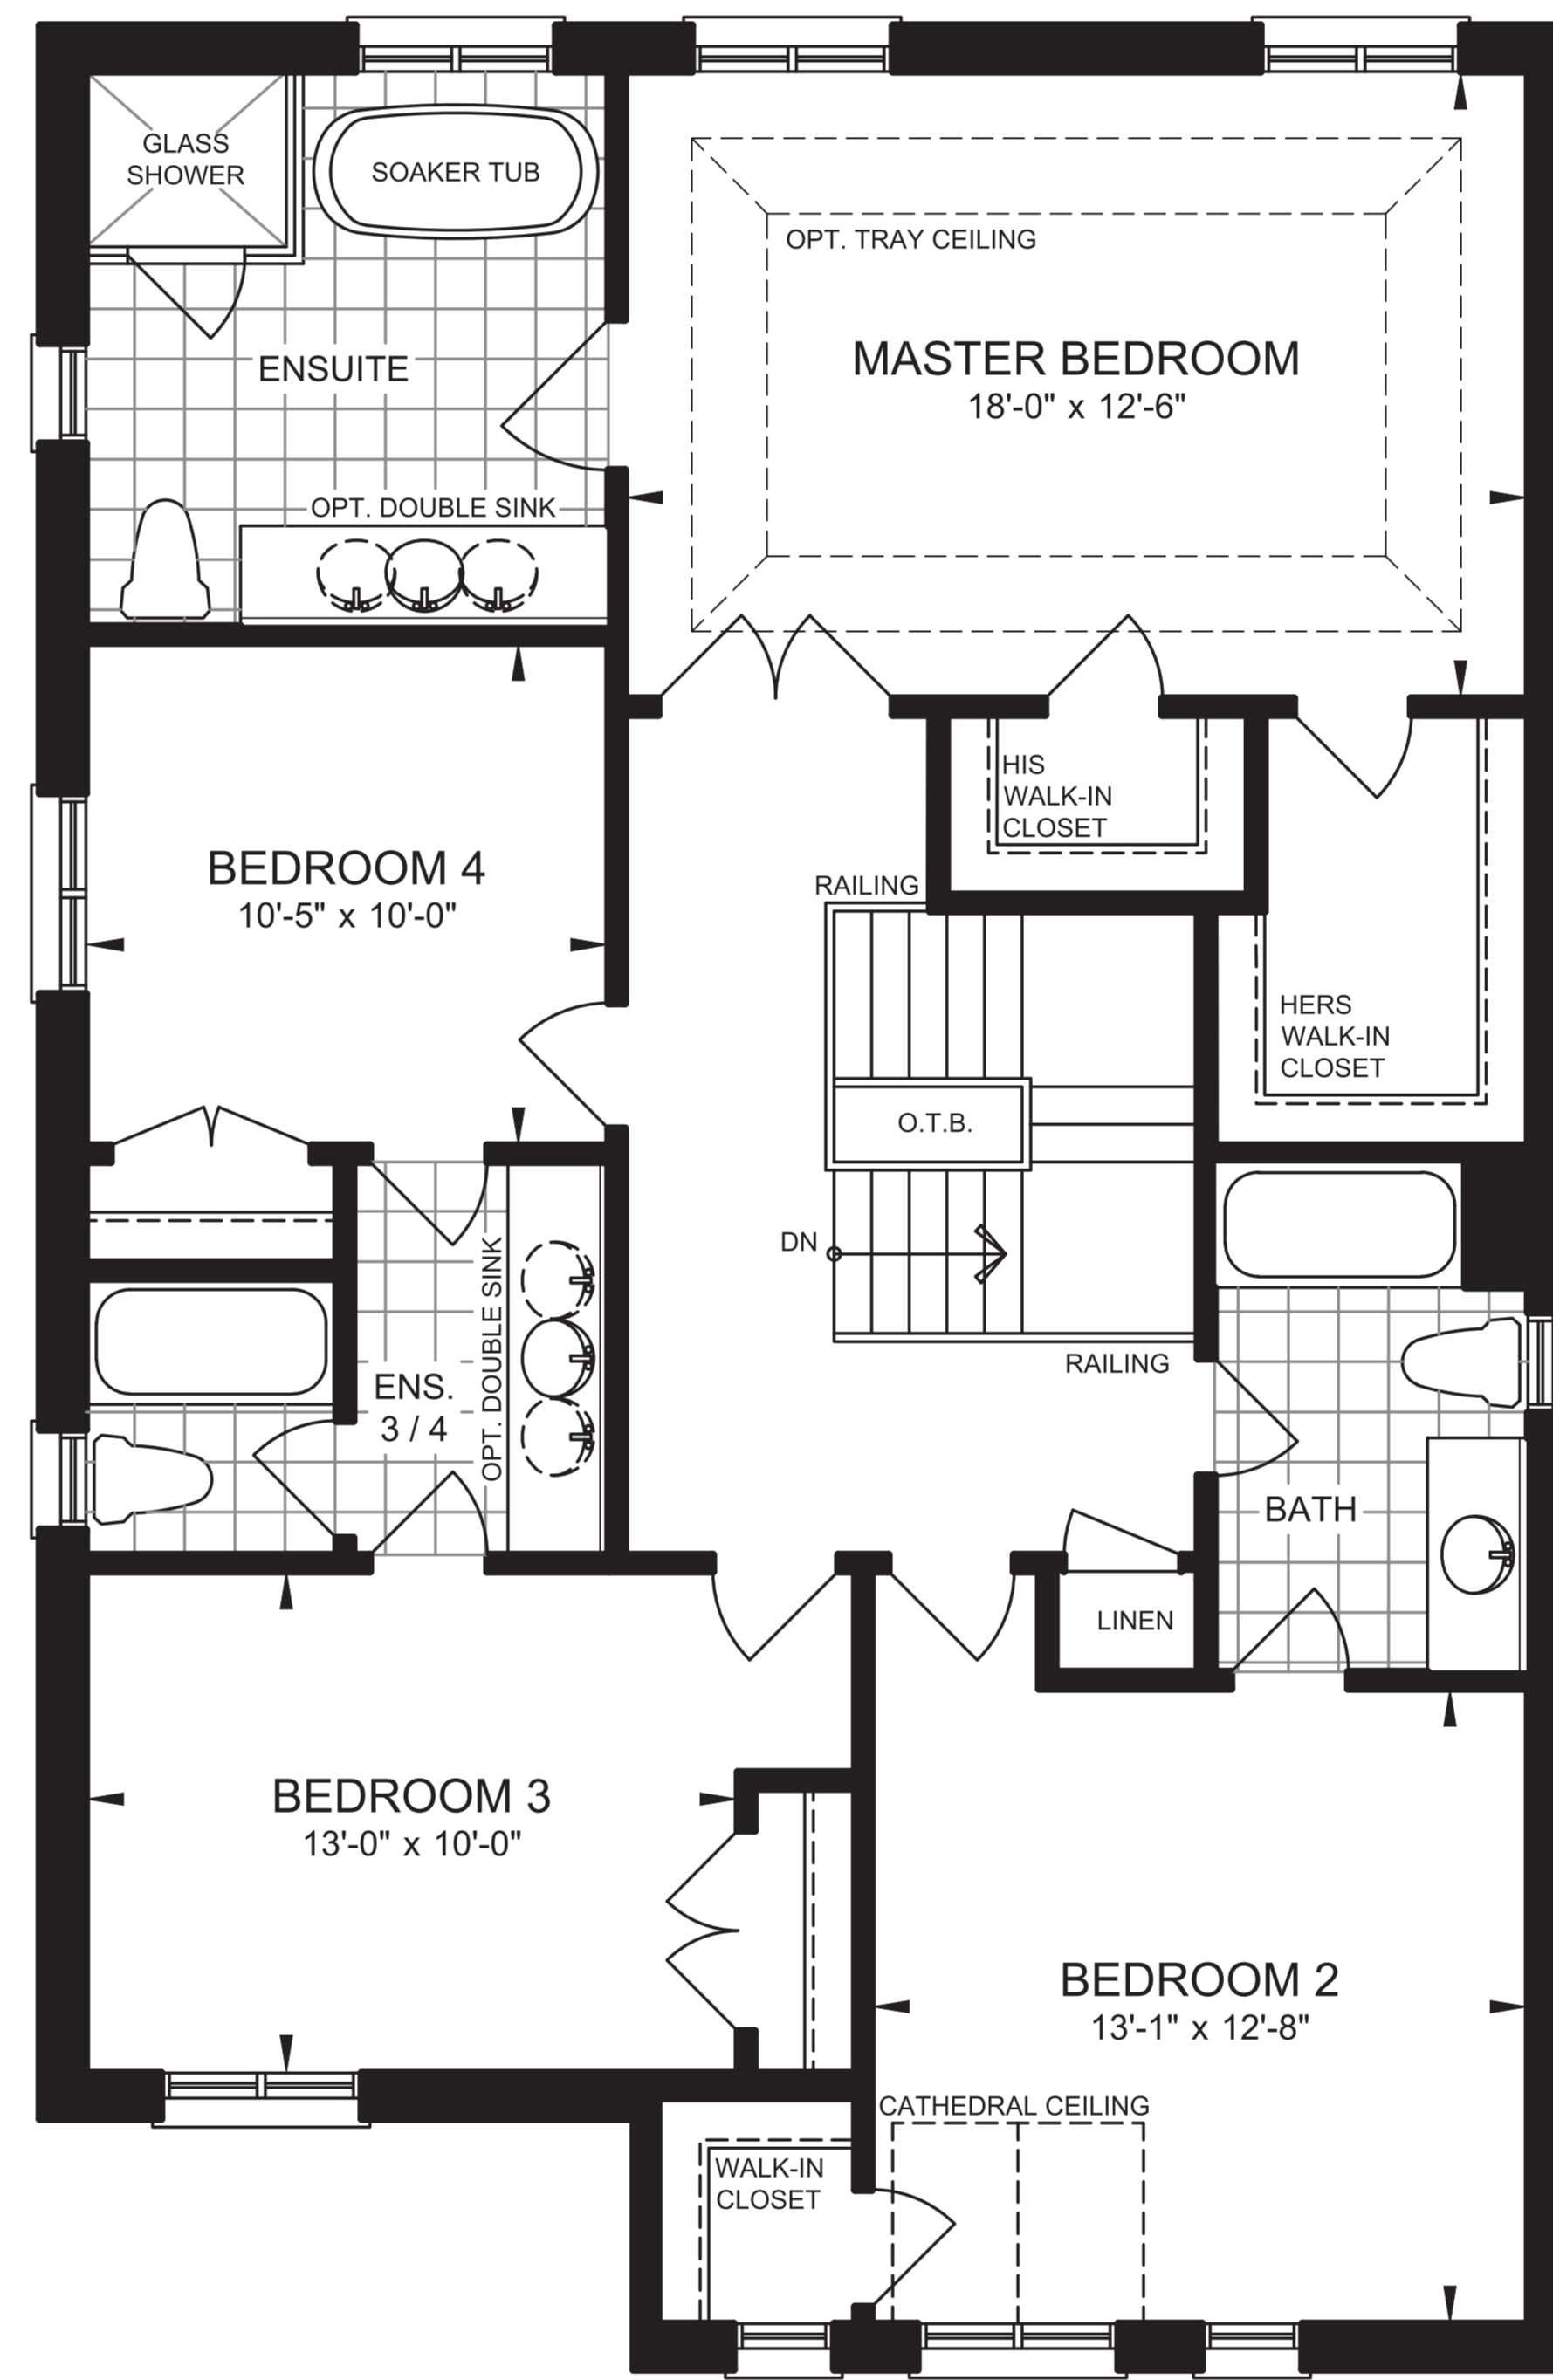 GLASS
SHOWER
SOAKER TUB
OPT. TRAY CEILING
ENSUITE
MASTER BEDROOM
18'-0" x 12'-6"
OPT. DOUBLE SINK
HIS
WALK-IN
CLOSET
BEDROOM 4
10'-5" x 10'-0"
RAILING
HERS
WALK-IN
CLOSET
O.T.B.
DN
OPT. DOUBLE SINK
RAILING
ENS.
3 / 4
BATH
LINEN
BEDROOM 3
13'-0" x 10'-0"
BEDROOM 2
13'-1" x 12'-8"
CATHEDRAL CEILING
WALK-IN
CLOSET